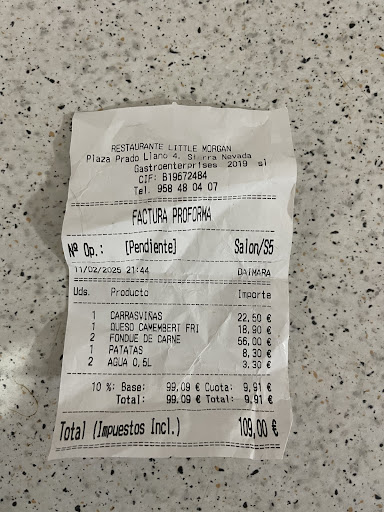 RESTAURANTE LITTLE MORGAN
Plaza Prado Llano 4, Sierra Nevada
Gastroenterprises 2019 sl
CIF: B19672484
Tel. 958 48 04 07
FACTURA PROFORMA
Nº Op.: [Pendiente] Salon/S5
11/02/2025 21:44 DAIMARA
Uds. Producto Importe
1 CARRASVIÑAS 22,50 €
1 QUESO CAMEMBERT FRI 18,90 €
2 FONDUE DE CARNE 56,00 €
1 PATATAS 8,30 €
2 AGUA 0,5L 3,30 €
10 %: Base: 99,09 € Cuota: 9,91 €
Total: 99,09 € Total: 9,91 €
Total (Impuestos Incl.) 109,00 €